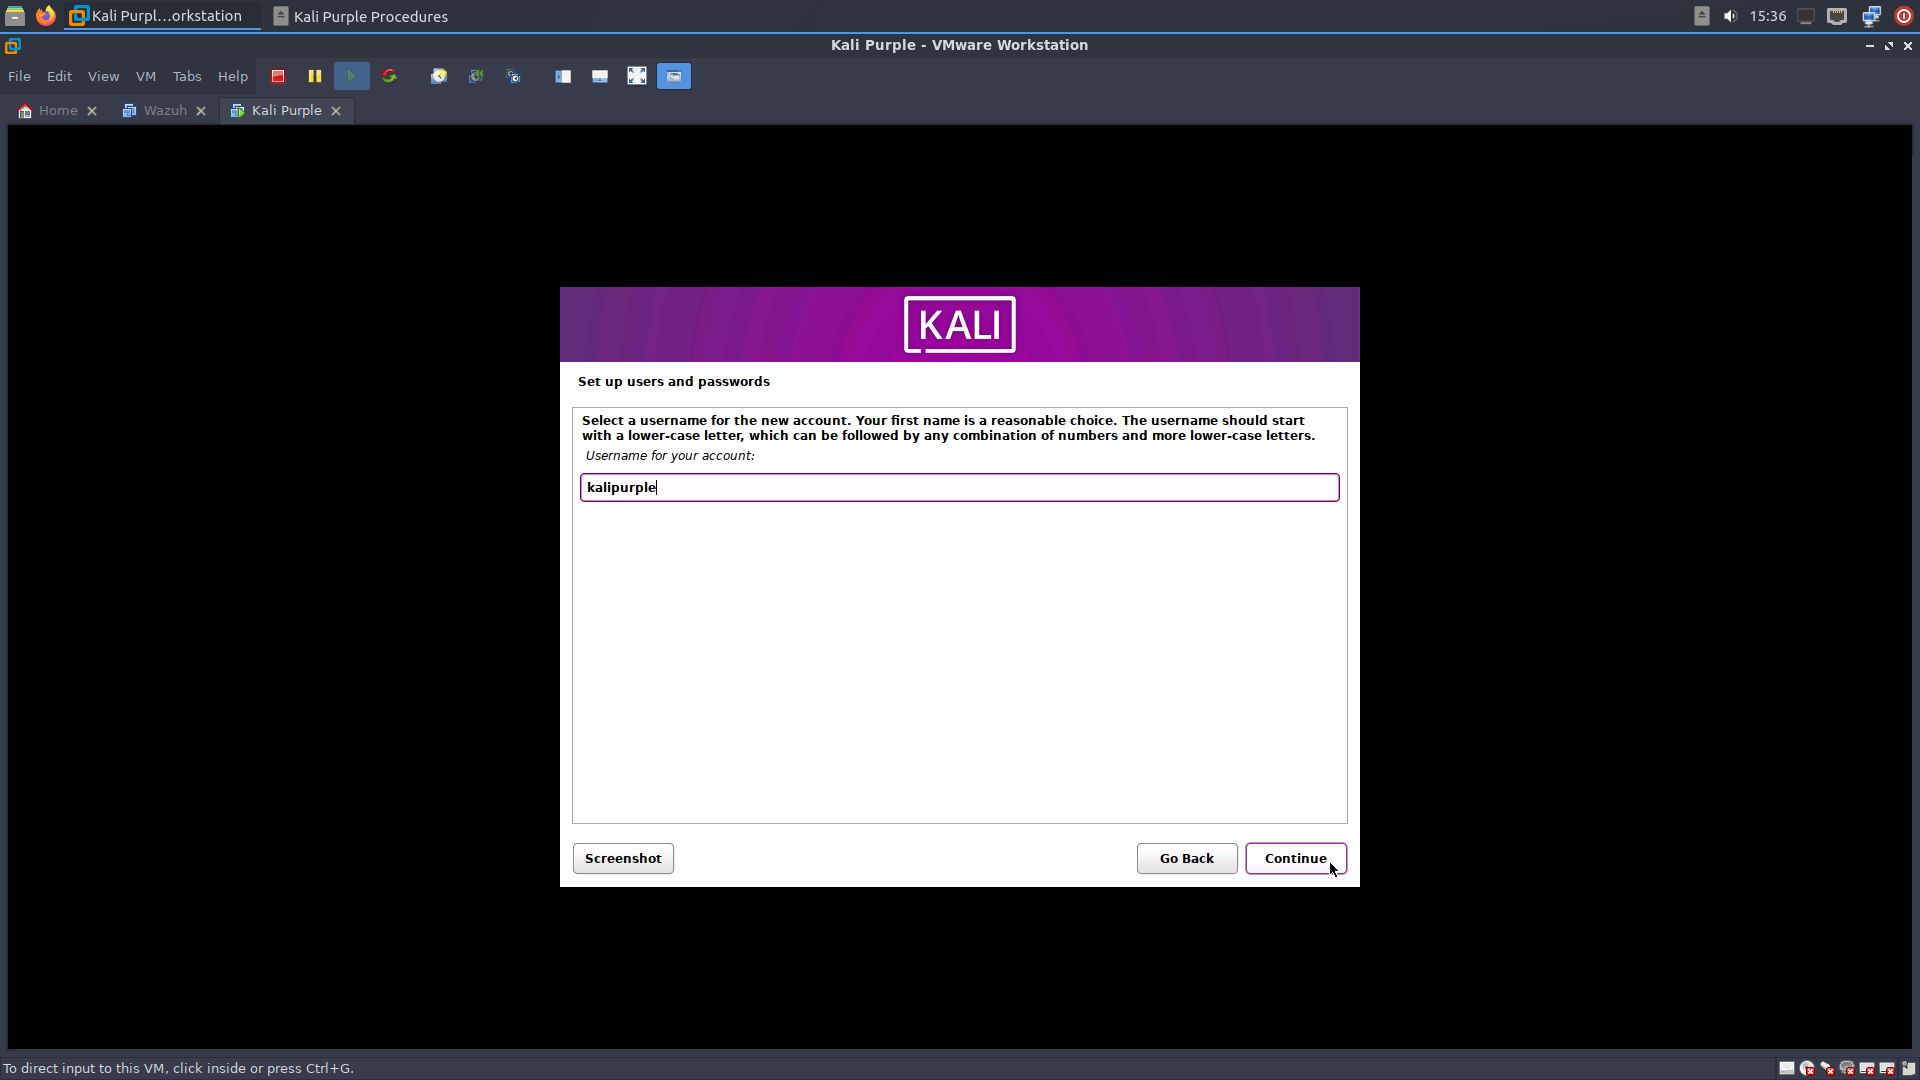 Kali Purpl...orkstation
Kali Purple Procedures
15:36
Kali Purple - VMware Workstation
File Edit View VM Tabs Help
Home
Wazuh
Kali Purple
KALI
Set up users and passwords
Select a username for the new account. Your first name is a reasonable choice. The username should start
with a lower-case letter, which can be followed by any combination of numbers and more lower-case letters.
Username for your account:
kalipurple
Screenshot
Go Back
Continue
To direct input to this VM, click inside or press Ctrl+G.